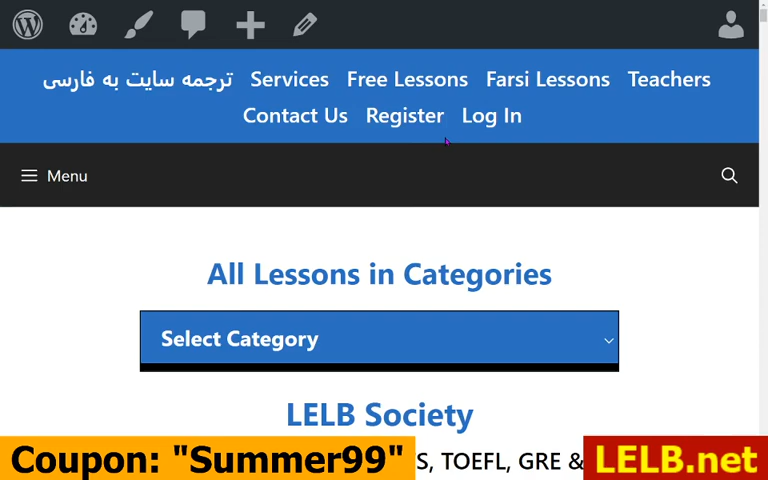 ترجمه سایت به فارسی Services Free Lessons Farsi Lessons Teachers
Contact Us Register Log In
Menu
All Lessons in Categories
Select Category
LELB Society
Coupon: "Summer99" S, TOEFL, GRE & LELB.net